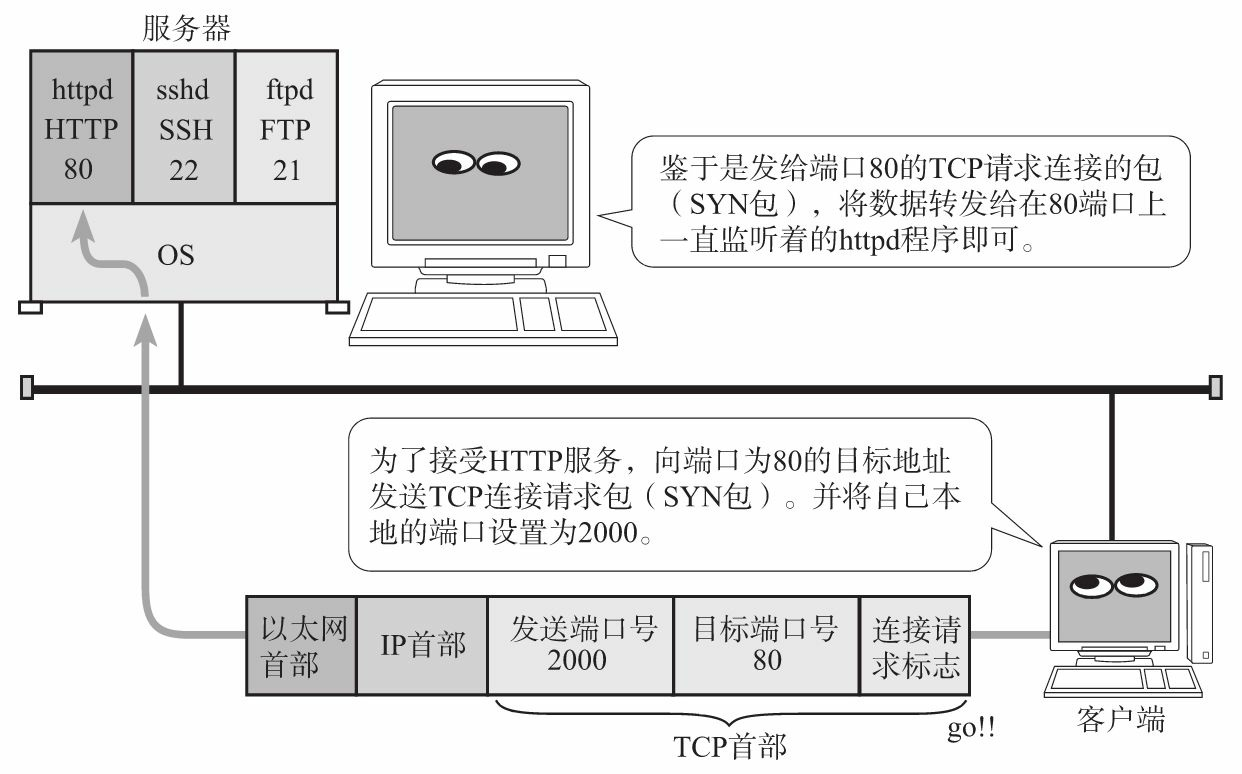 服务器
httpd
HTTP
80
sshd
SSH
22
ftpd
FTP
21
OS
鉴于是发给端口80的TCP请求连接的包
（SYN包），将数据转发给在80端口上
一直监听着的httpd程序即可。
为了接受HTTP服务，向端口为80的目标地址
发送TCP连接请求包（SYN包）。并将自己本
地的端口设置为2000。
以太网
首部
IP首部
发送端口号
2000
目标端口号
80
连接请
求标志
TCP首部
go!!
客户端